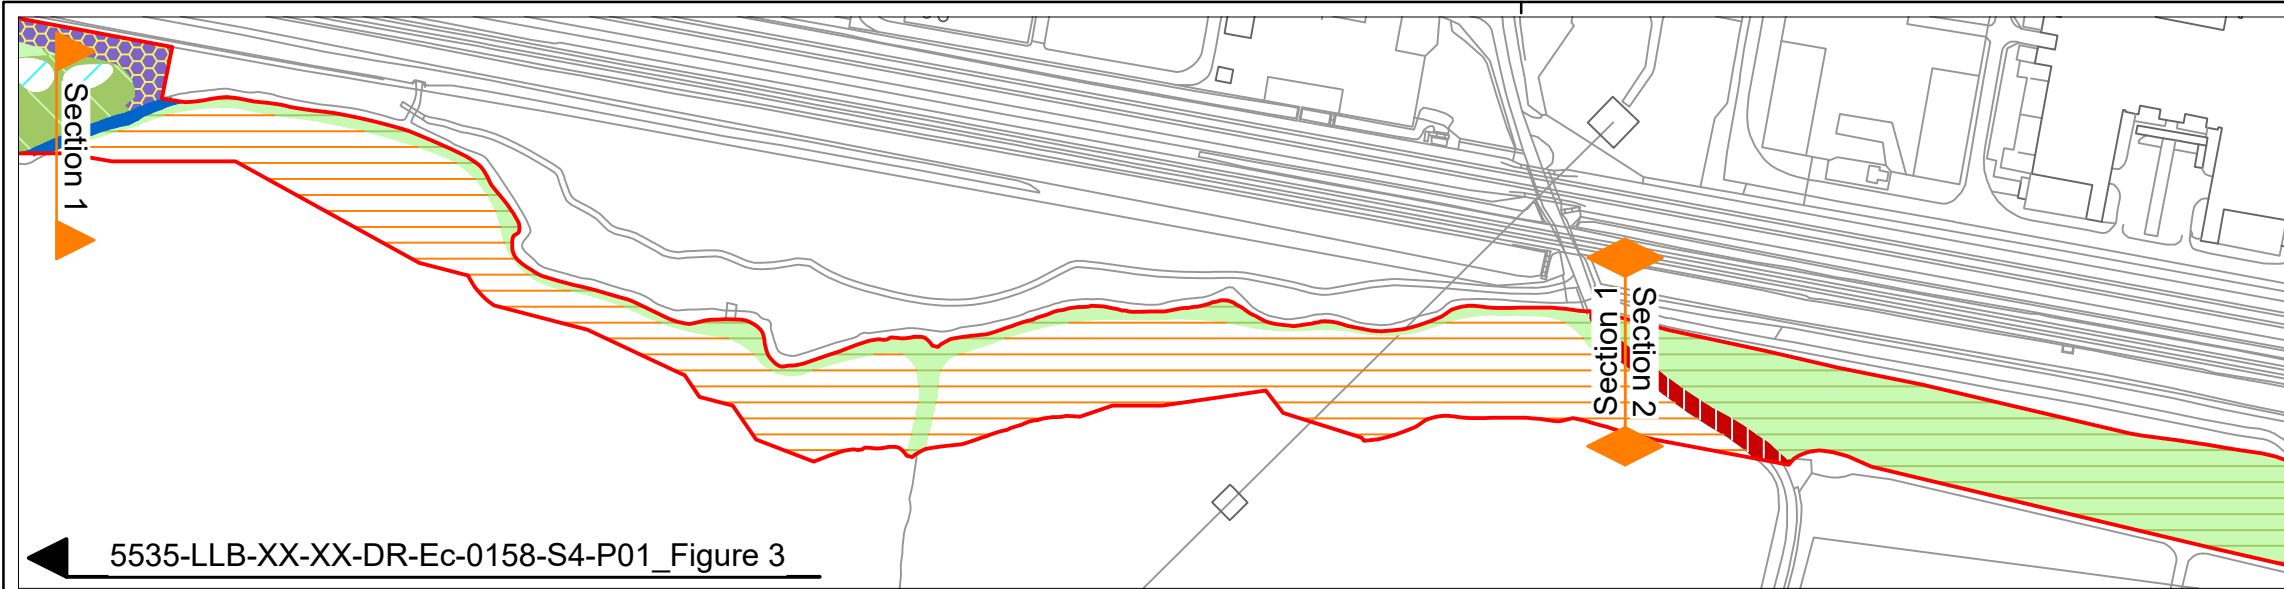 Section 1
Section 1
Section 2
5535-LLB-XX-XX-DR-Ec-0158-S4-P01_Figure 3